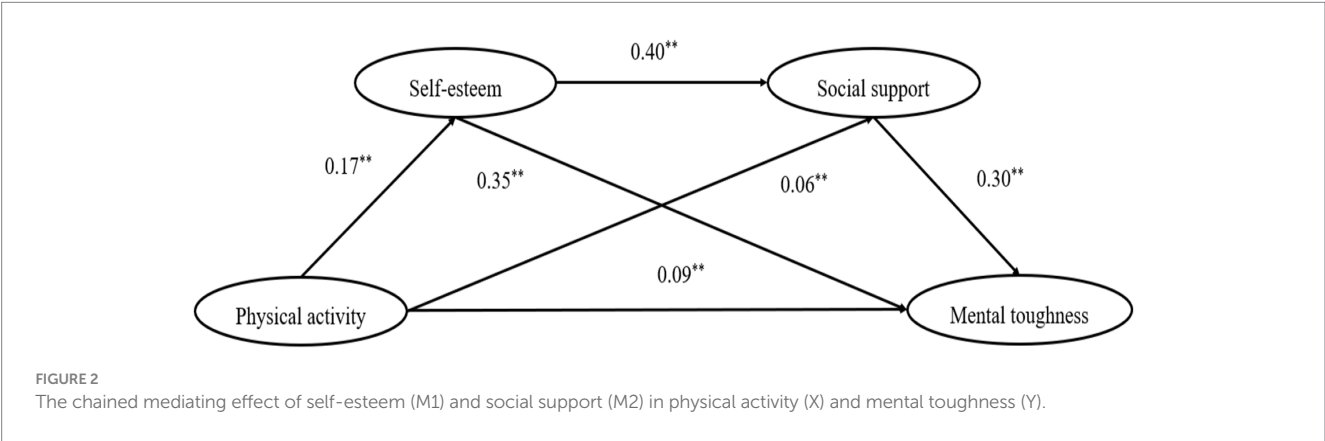 0.40**
Self-esteem
Social support
0.17**
0.35**
0.06**
0.30**
0.09**
Physical activity
Mental toughness
FIGURE 2
The chained mediating effect of self-esteem (M1) and social support (M2) in physical activity (X) and mental toughness (Y).